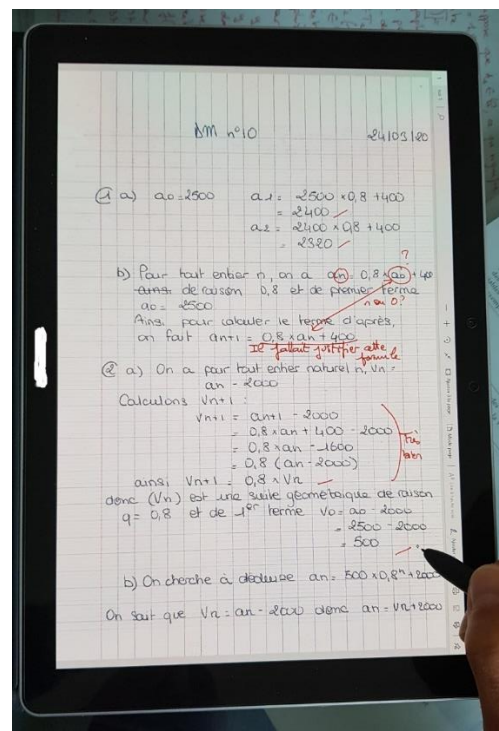 DM n°10 24/03/20
① a) a0 = 2500 a1 = 2500 x 0,8 + 400
= 2400
a2 = 2400 x 0,8 + 400
= 2320
?
b) Pour tout entier n, on a an = 0,8 x a0 + 400
ains de raison 0,8 et de premier terme
n ou 0?
a0 = 2500
Ainsi pour calculer le terme d'après,
on fait an+1 = 0,8 x an + 400
Il fallait justifier cette
formule
② a) On a pour tout entier naturel n, Vn =
an - 2000
Calculons Vn+1 :
Vn+1 = an+1 - 2000
= 0,8 x an + 400 - 2000
= 0,8 x an - 1600
= 0,8 (an - 2000)
Très
bien
ainsi Vn+1 = 0,8 x Vn
donc (Vn) est une suite géométrique de raison
q = 0,8 et de 1er terme V0 = a0 - 2000
= 2500 - 2000
= 500
b) On cherche à déduire an = 500 x 0,8^n + 2000
On sait que Vn = an - 2000 donc an = Vn + 2000